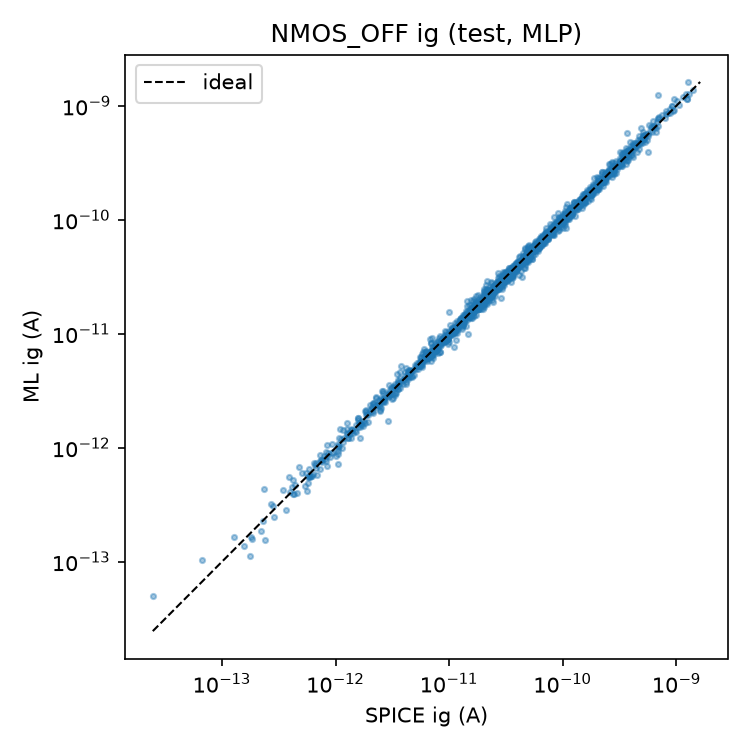 NMOS_OFF ig (test, MLP)
ideal
10⁻⁹
10⁻¹⁰
10⁻¹¹
10⁻¹²
10⁻¹³
ML ig (A)
10⁻¹³ 10⁻¹² 10⁻¹¹ 10⁻¹⁰ 10⁻⁹
SPICE ig (A)